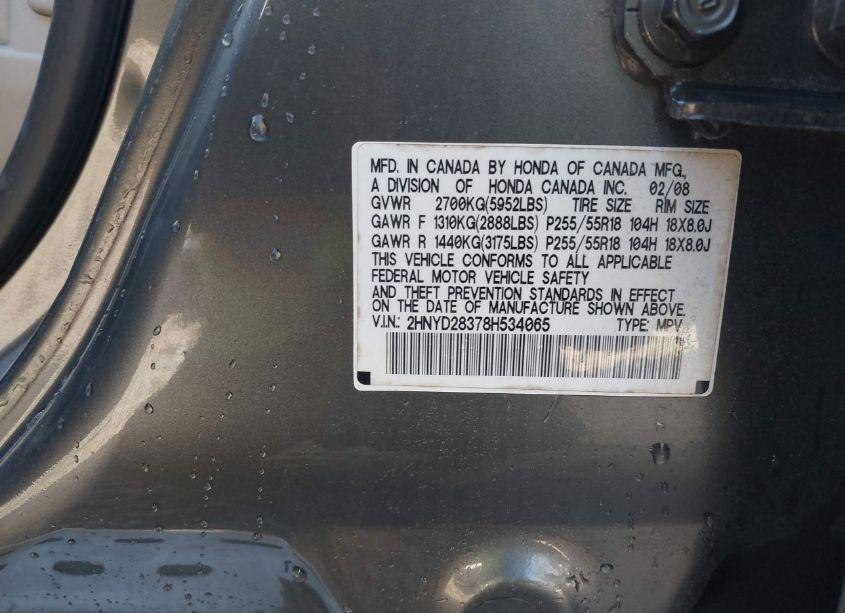 MFD. IN CANADA BY HONDA OF CANADA MFG.,
A DIVISION OF HONDA CANADA INC. 02/08
GVWR 2700KG(5952LBS) TIRE SIZE RIM SIZE
GAWR F 1310KG(2888LBS) P255/55R18 104H 18X8.0J
GAWR R 1440KG(3175LBS) P255/55R18 104H 18X8.0J
THIS VEHICLE CONFORMS TO ALL APPLICABLE
FEDERAL MOTOR VEHICLE SAFETY
AND THEFT PREVENTION STANDARDS IN EFFECT
ON THE DATE OF MANUFACTURE SHOWN ABOVE.
V.I.N.: 2HNYD28378H534065 TYPE: MPV